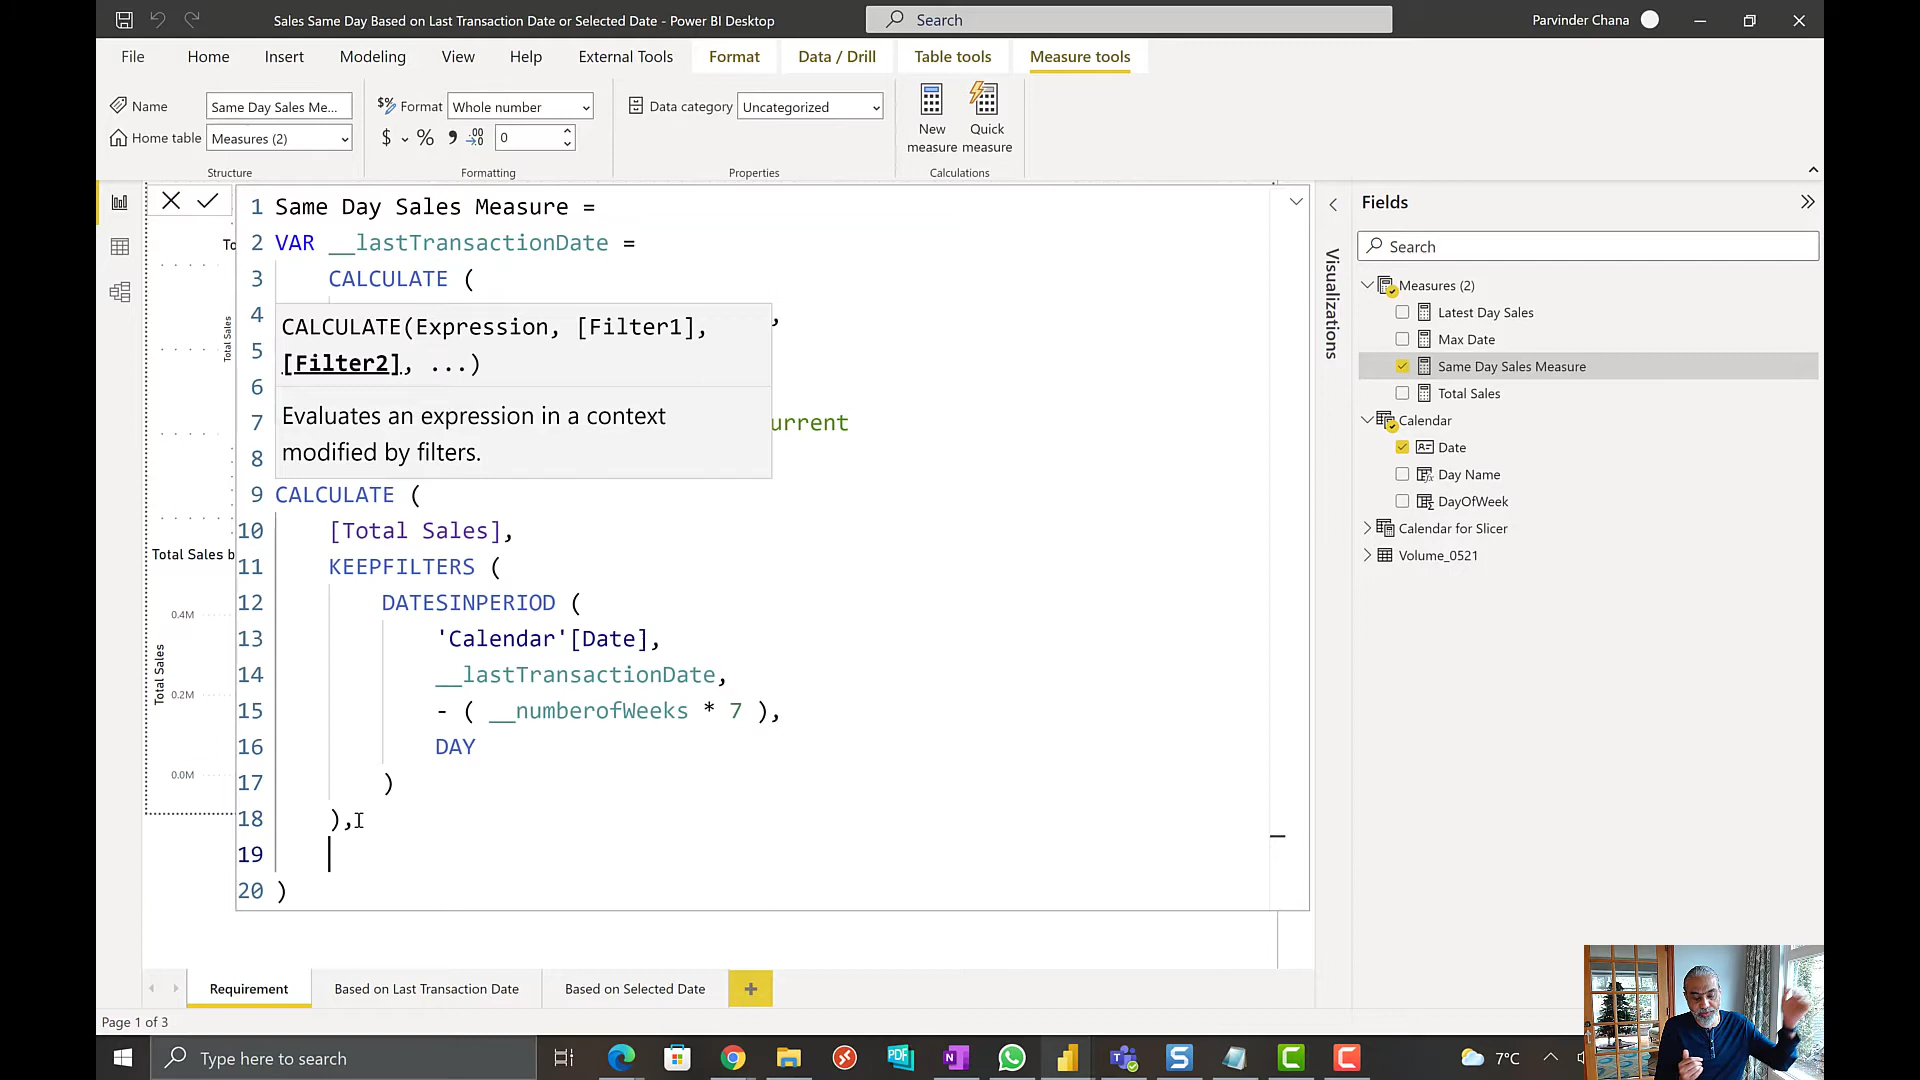 Sales Same Day Based on Last Transaction Date or Selected Date - Power BI Desktop
Search
Parvinder Chana
File Home Insert Modeling View Help External Tools Format Data / Drill Table tools Measure tools
Name Same Day Sales Me...
Home table Measures (2)
Structure
$% Format Whole number
$ % , .00 0
Formatting
Data category Uncategorized
Properties
New measure
Quick measure
Calculations
1 Same Day Sales Measure =
2 VAR __lastTransactionDate =
3 CALCULATE (
4 ,
5
6
7 urrent
8
CALCULATE(Expression, [Filter1],
[Filter2], ...)
Evaluates an expression in a context
modified by filters.
9 CALCULATE (
10 [Total Sales],
11 KEEPFILTERS (
12 DATESINPERIOD (
13 'Calendar'[Date],
14 __lastTransactionDate,
15 - ( __numberofWeeks * 7 ),
16 DAY
17 )
18 ),
19
20 )
To
Total Sales
Total Sales b
0.4M
0.2M
0.0M
Total Sales
Visualizations
Fields
Search
Measures (2)
Latest Day Sales
Max Date
Same Day Sales Measure
Total Sales
Calendar
Date
Day Name
DayOfWeek
Calendar for Slicer
Volume_0521
Requirement Based on Last Transaction Date Based on Selected Date +
Page 1 of 3
Type here to search
7°C